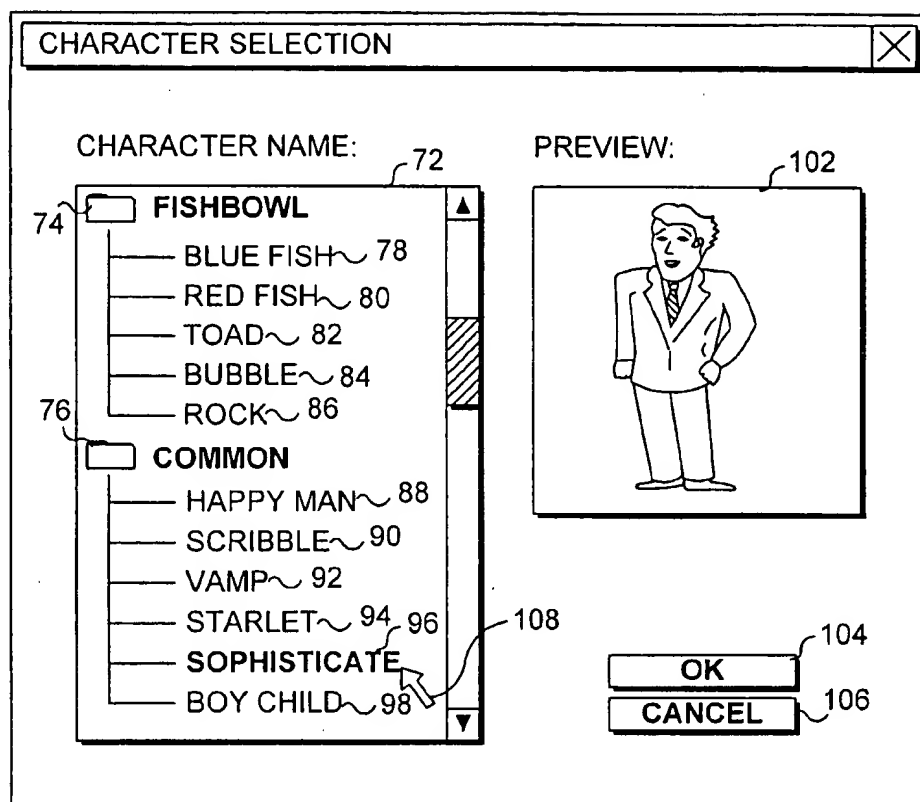 CHARACTER SELECTION
CHARACTER NAME:
72
74
FISHBOWL
BLUE FISH 78
RED FISH 80
TOAD 82
BUBBLE 84
ROCK 86
76
COMMON
HAPPY MAN 88
SCRIBBLE 90
VAMP 92
STARLET 94
SOPHISTICATE 96
BOY CHILD 98
108
PREVIEW:
102
OK 104
CANCEL 106